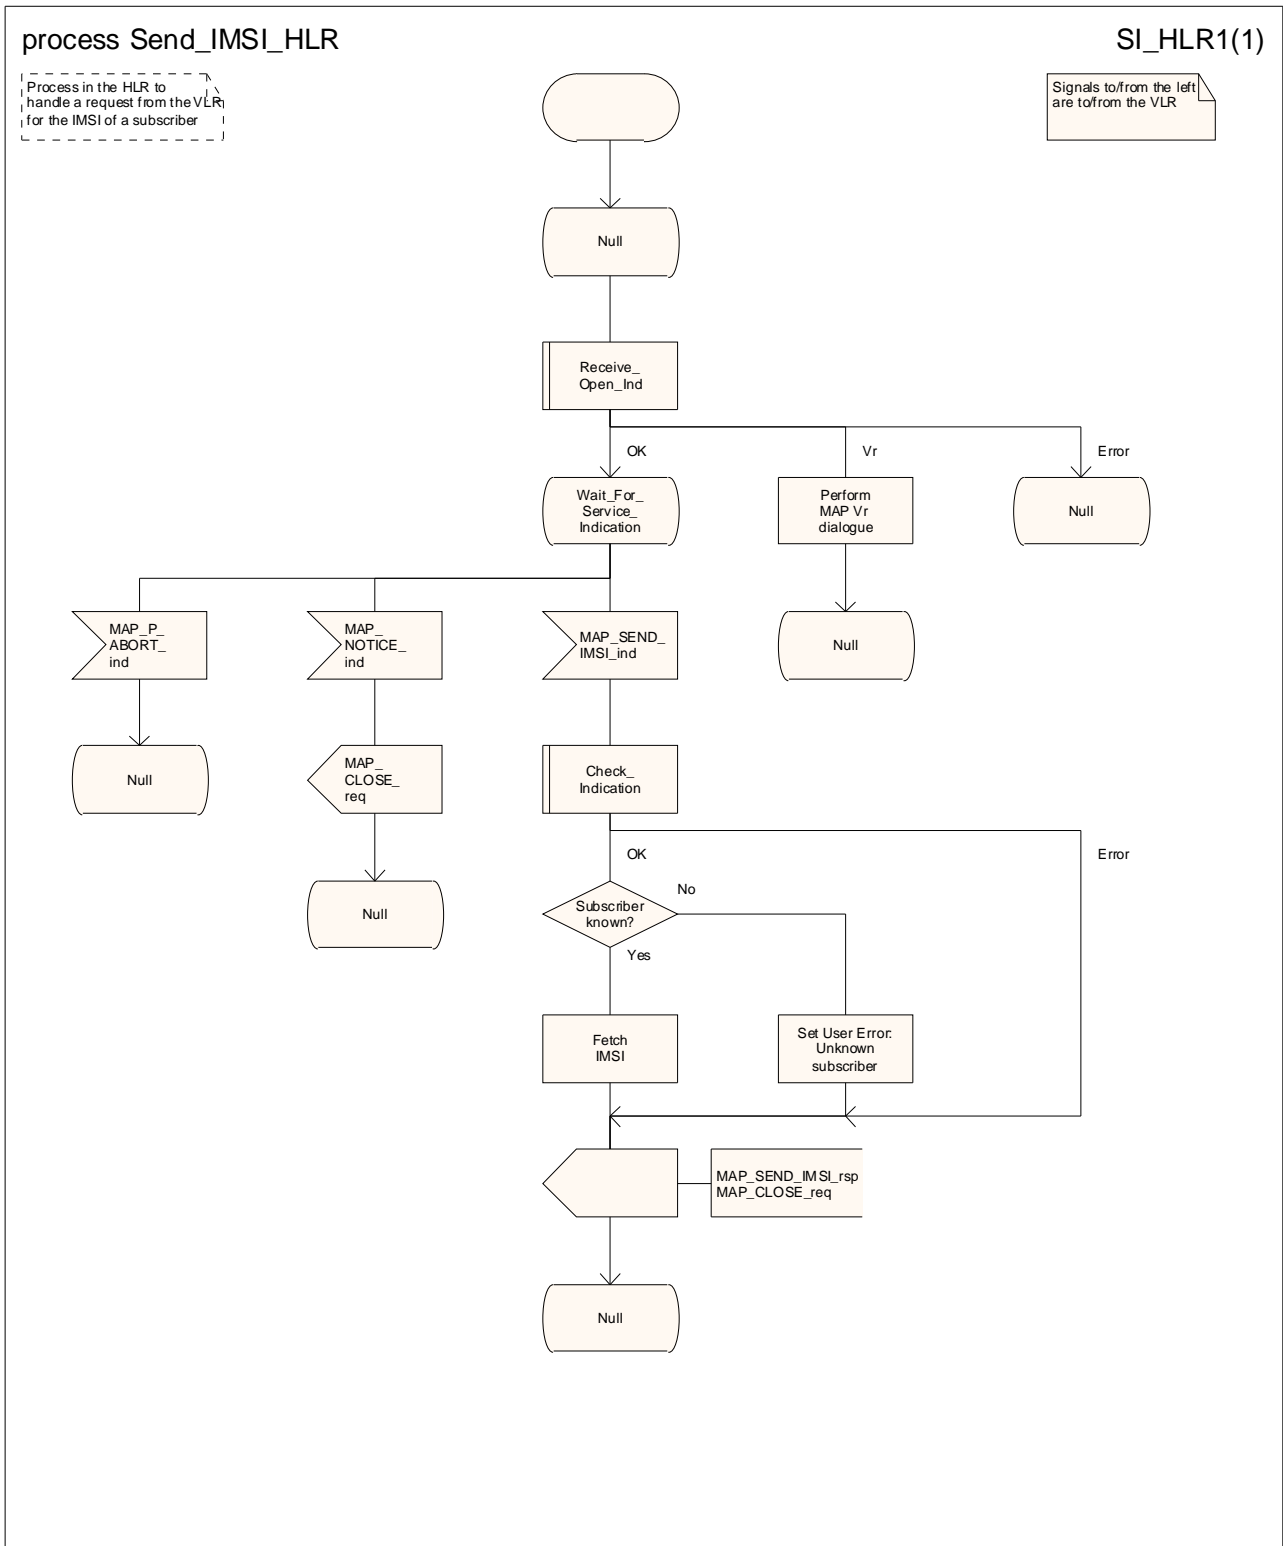 process Send_IMSI_HLR
SI_HLR1(1)
Process in the HLR to
handle a request from the VLR
for the IMSI of a subscriber
Signals to/from the left
are to/from the VLR
Null
Receive_
Open_Ind
OK
Vr
Error
Wait_For_
Service_
Indication
Perform
MAP Vr
dialogue
Null
MAP_P_
ABORT_
ind
MAP_
NOTICE_
ind
MAP_SEND_
IMSI_ind
Null
Null
MAP_
CLOSE_
req
Check_
Indication
OK
Error
Null
Subscriber
known?
No
Yes
Fetch
IMSI
Set User Error:
Unknown
subscriber
MAP_SEND_IMSI_rsp
MAP_CLOSE_req
Null